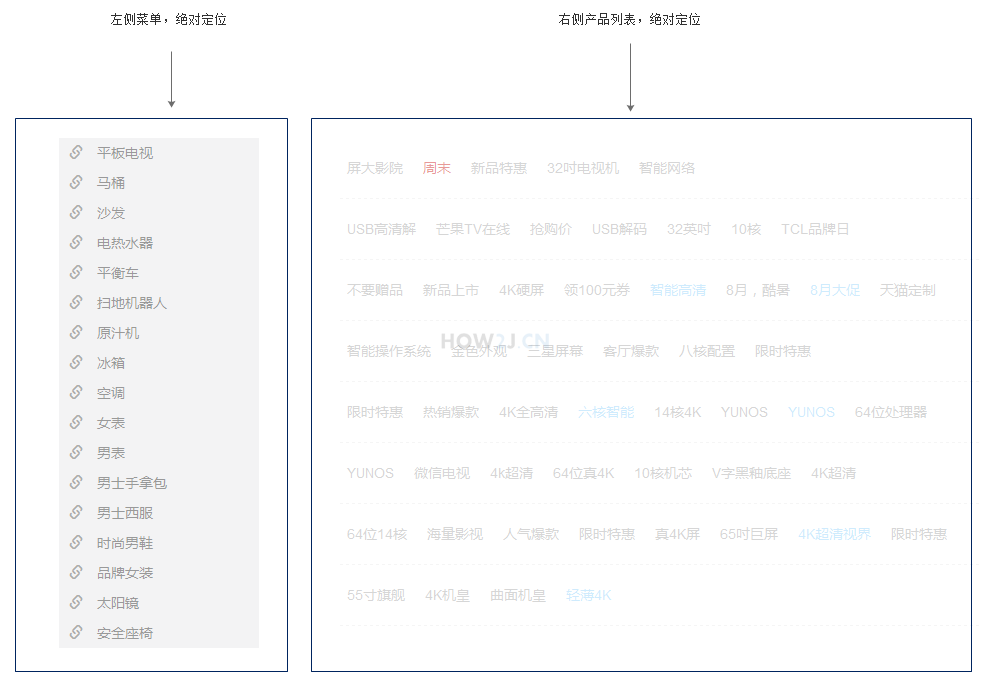 左侧菜单，绝对定位
右侧产品列表，绝对定位
平板电视
马桶
沙发
电热水器
平衡车
扫地机器人
原汁机
冰箱
空调
女表
男表
男士手拿包
男士西服
时尚男鞋
品牌女装
太阳镜
安全座椅
屏大影院 周末 新品特惠 32吋电视机 智能网络
USB高清解 芒果TV在线 抢购价 USB解码 32英吋 10核 TCL品牌日
不要赠品 新品上市 4K硬屏 领100元券 智能高清 8月，酷暑 8月大促 天猫定制
HOW2J.CN
智能操作系统 金色外观 三星屏幕 客厅爆款 八核配置 限时特惠
限时特惠 热销爆款 4K全高清 六核智能 14核4K YUNOS YUNOS 64位处理器
YUNOS 微信电视 4k超清 64位真4K 10核机芯 V字黑釉底座 4K超清
64位14核 海量影视 人气爆款 限时特惠 真4K屏 65吋巨屏 4K超清视界 限时特惠
55寸旗舰 4K机皇 曲面机皇 轻薄4K